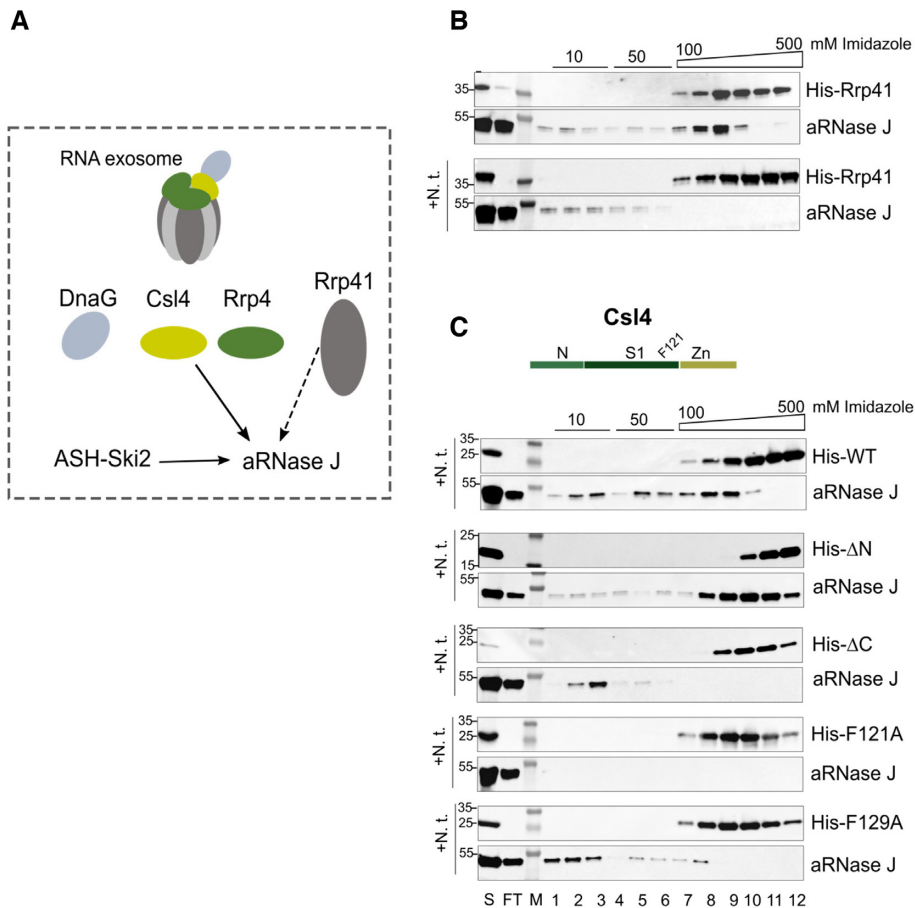 A
RNA exosome
DnaG
Csl4
Rrp4
Rrp41
ASH-Ski2
aRNase J
B
10
50
100
500
mM Imidazole
35
His-Rrp41
55
aRNase J
+N. t.
35
His-Rrp41
55
aRNase J
C
Csl4
N
S1
F121
Zn
10
50
100
500
mM Imidazole
+N. t.
35
25
His-WT
55
aRNase J
+N. t.
25
15
His-ΔN
55
aRNase J
+N. t.
35
25
His-ΔC
55
aRNase J
+N. t.
35
25
His-F121A
55
aRNase J
+N. t.
35
25
His-F129A
55
aRNase J
S FT M 1 2 3 4 5 6 7 8 9 10 11 12